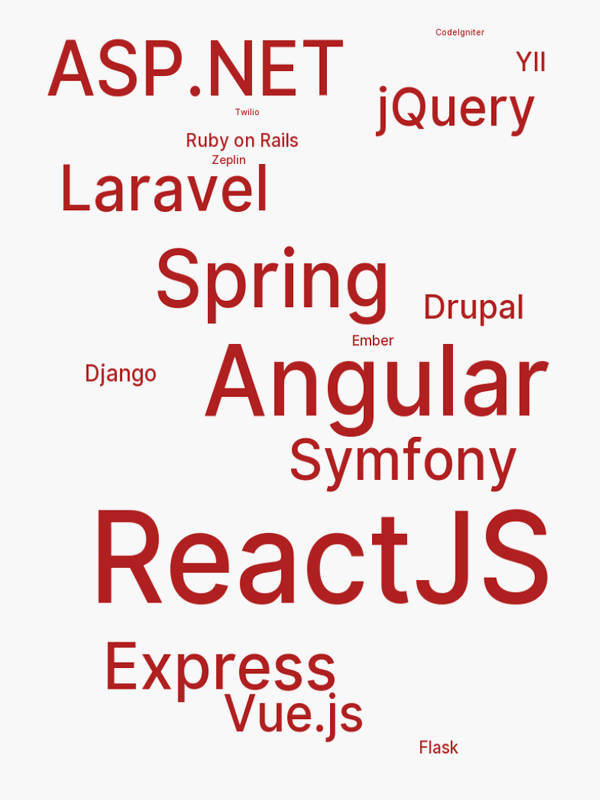 CodeIgniter
ASP.NET
YII
jQuery
Twilio
Ruby on Rails
Zeplin
Laravel
Spring
Drupal
Ember
Django
Angular
Symfony
ReactJS
Express
Vue.js
Flask